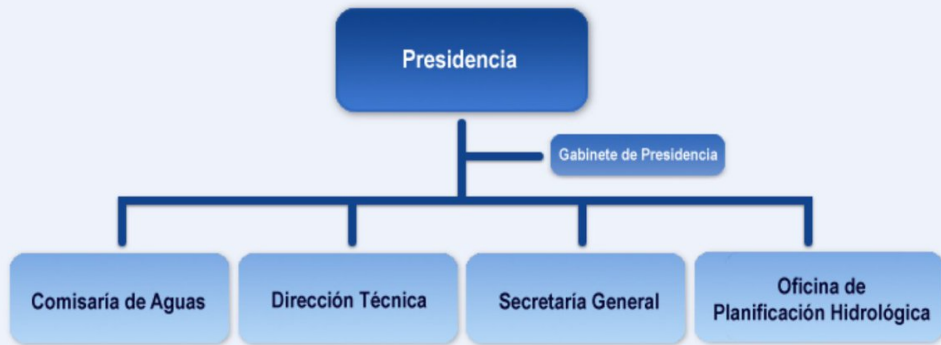 Presidencia
Gabinete de Presidencia
Comisaría de Aguas
Dirección Técnica
Secretaría General
Oficina de
Planificación Hidrológica